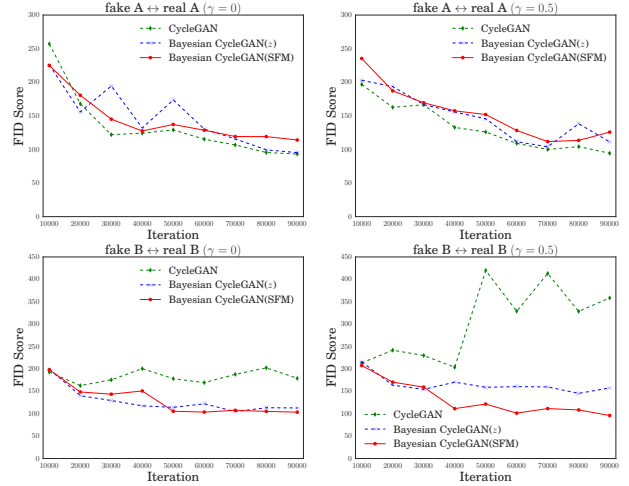 fake A ↔ real A (γ = 0)
FID Score
300
250
200
150
100
50
0
CycleGAN
Bayesian CycleGAN(z)
Bayesian CycleGAN(SFM)
10000 20000 30000 40000 50000 60000 70000 80000 90000
Iteration
fake A ↔ real A (γ = 0.5)
FID Score
300
250
200
150
100
50
0
CycleGAN
Bayesian CycleGAN(z)
Bayesian CycleGAN(SFM)
10000 20000 30000 40000 50000 60000 70000 80000 90000
Iteration
fake B ↔ real B (γ = 0)
FID Score
450
400
350
300
250
200
150
100
50
0
CycleGAN
Bayesian CycleGAN(z)
Bayesian CycleGAN(SFM)
10000 20000 30000 40000 50000 60000 70000 80000 90000
Iteration
fake B ↔ real B (γ = 0.5)
FID Score
450
400
350
300
250
200
150
100
50
0
CycleGAN
Bayesian CycleGAN(z)
Bayesian CycleGAN(SFM)
10000 20000 30000 40000 50000 60000 70000 80000 90000
Iteration